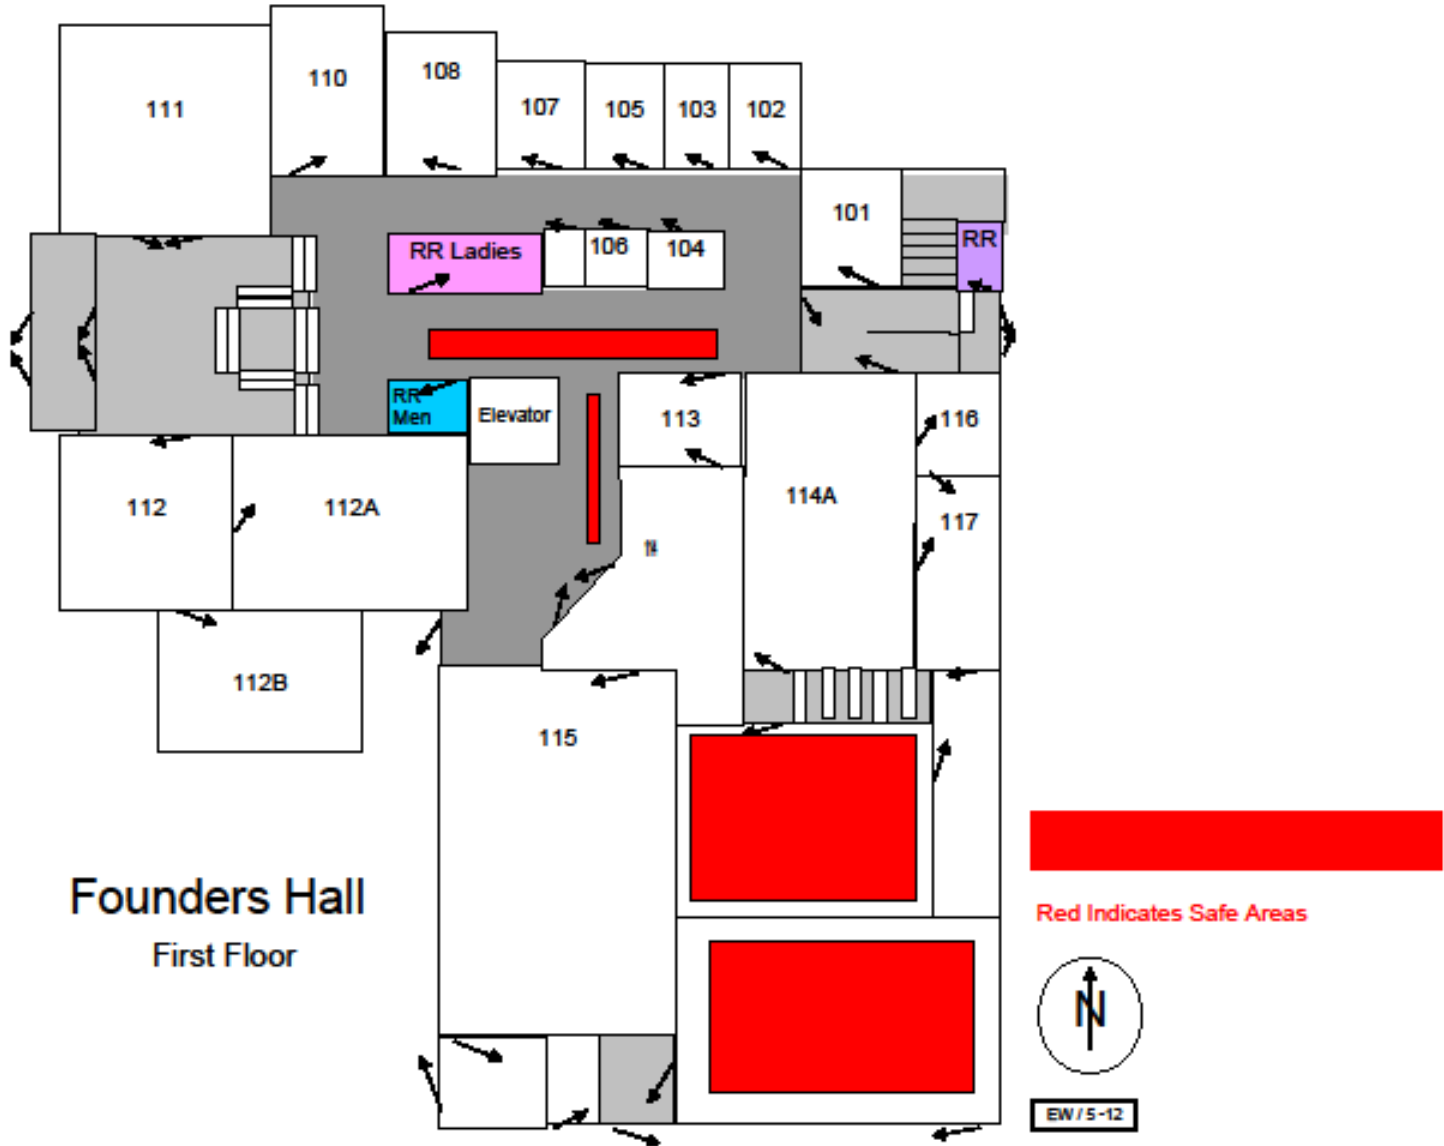 110
108
111
107
105
103
102
101
RR
RR Ladies
106
104
RR
Men
Elevator
113
116
114A
112
112A
117
112B
115
Founders Hall
First Floor
Red Indicates Safe Areas
N
EW / 5 -12